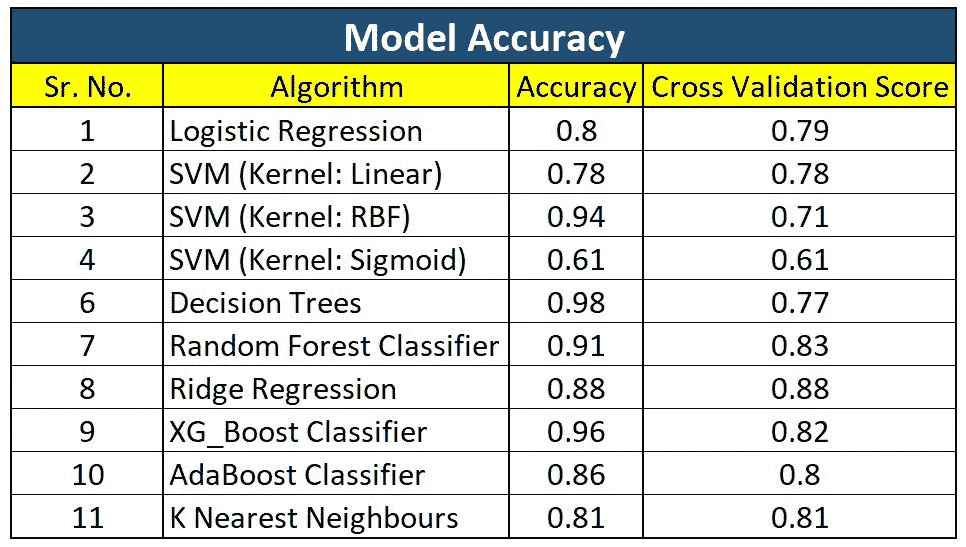 Model Accuracy
Sr. No. Algorithm Accuracy Cross Validation Score
1 Logistic Regression 0.8 0.79
2 SVM (Kernel: Linear) 0.78 0.78
3 SVM (Kernel: RBF) 0.94 0.71
4 SVM (Kernel: Sigmoid) 0.61 0.61
6 Decision Trees 0.98 0.77
7 Random Forest Classifier 0.91 0.83
8 Ridge Regression 0.88 0.88
9 XG_Boost Classifier 0.96 0.82
10 AdaBoost Classifier 0.86 0.8
11 K Nearest Neighbours 0.81 0.81